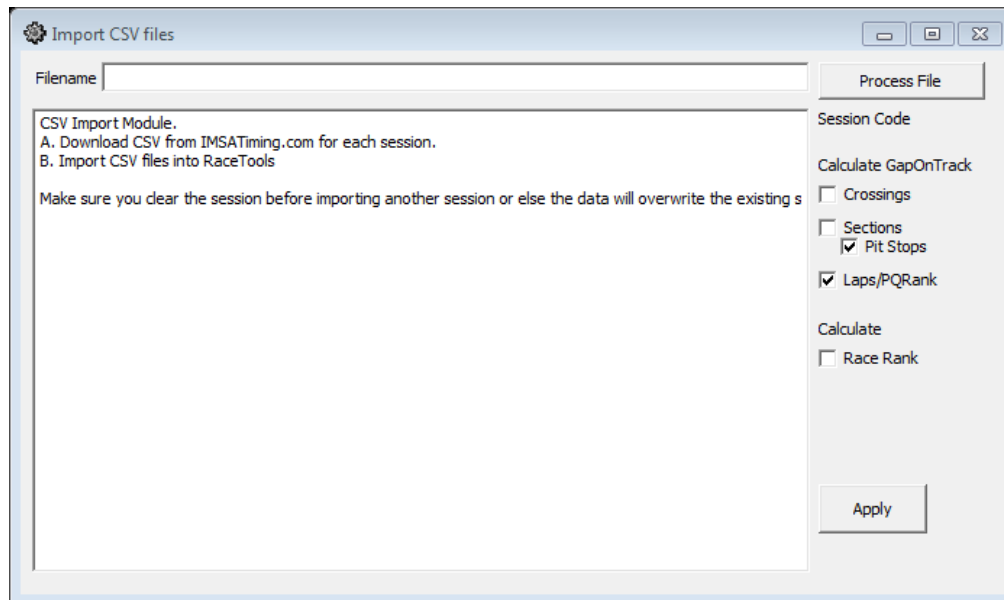 Import CSV files
Filename
Process File
CSV Import Module.
A. Download CSV from IMSATiming.com for each session.
B. Import CSV files into RaceTools
Make sure you clear the session before importing another session or else the data will overwrite the existing s
Session Code
Calculate GapOnTrack
Crossings
Sections
Pit Stops
Laps/PQRank
Calculate
Race Rank
Apply